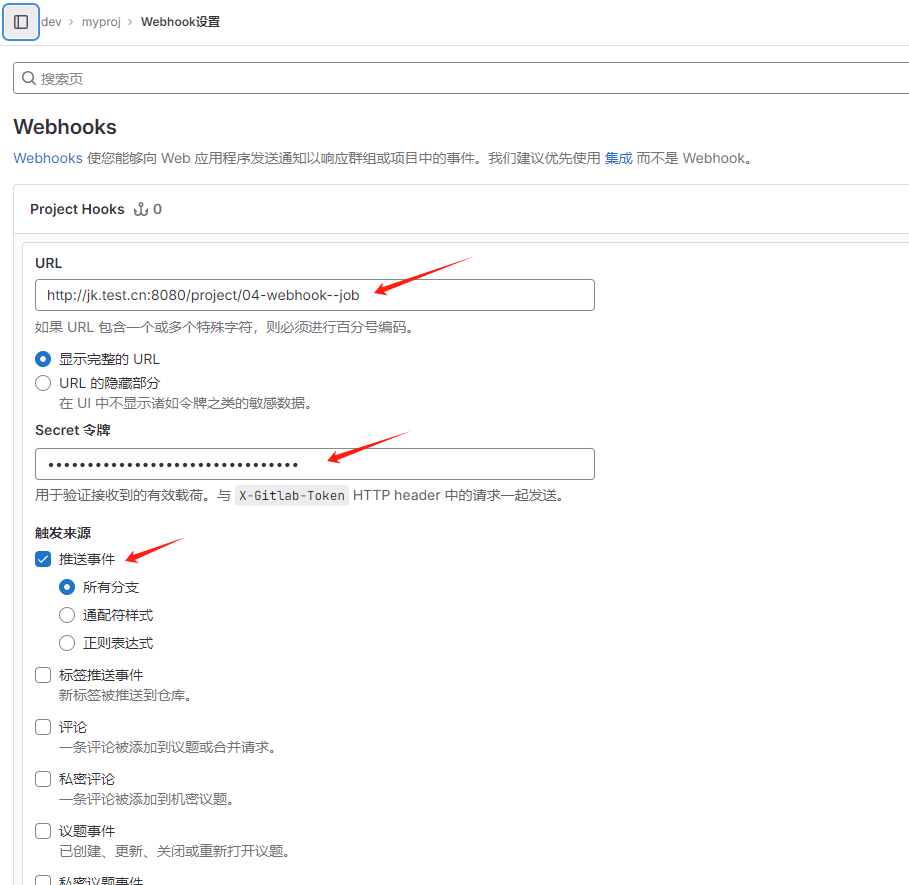 dev › myproj › Webhook设置
搜索页
Webhooks
Webhooks 使您能够向 Web 应用程序发送通知以响应群组或项目中的事件。我们建议优先使用 集成 而不是 Webhook。
Project Hooks 0
URL
http://jk.test.cn:8080/project/04-webhook--job
如果 URL 包含一个或多个特殊字符，则必须进行百分号编码。
显示完整的 URL
URL 的隐藏部分
在 UI 中不显示诸如令牌之类的敏感数据。
Secret 令牌
••••••••••••••••••••••••••••••••
用于验证接收到的有效载荷。与 X-Gitlab-Token HTTP header 中的请求一起发送。
触发来源
推送事件
所有分支
通配符样式
正则表达式
标签推送事件
新标签被推送到仓库。
评论
一条评论被添加到议题或合并请求。
私密评论
一条评论被添加到机密议题。
议题事件
已创建、更新、关闭或重新打开议题。
私密议题事件